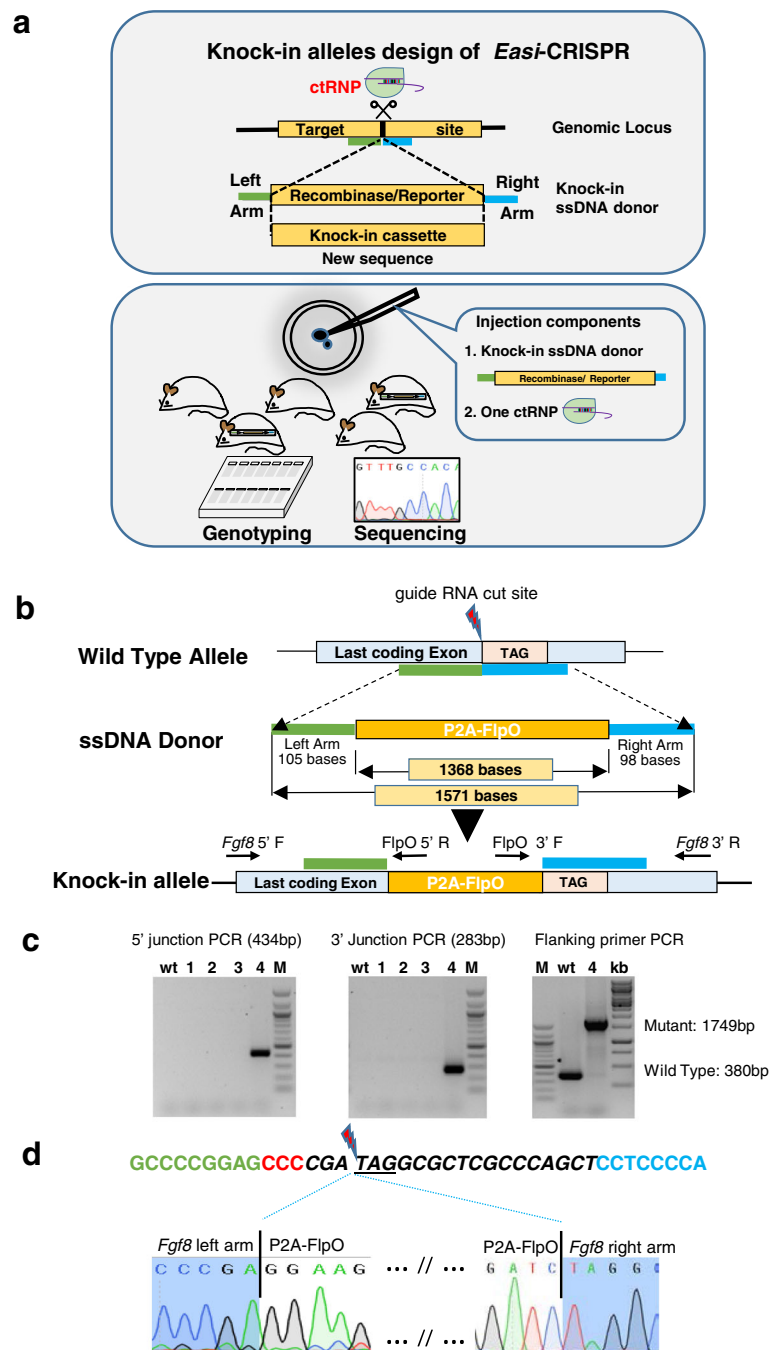 a
Knock-in alleles design of Easi-CRISPR
ctRNP
Target site
Genomic Locus
Left Arm
Recombinase/Reporter
Right Arm
Knock-in ssDNA donor
Knock-in cassette
New sequence
Injection components
1. Knock-in ssDNA donor
Recombinase/ Reporter
2. One ctRNP
G T T T G C C A C A
Genotyping
Sequencing
b
guide RNA cut site
Wild Type Allele
Last coding Exon
TAG
ssDNA Donor
P2A-FlpO
Left Arm
105 bases
Right Arm
98 bases
1368 bases
1571 bases
Fgf8 5' F
FlpO 5' R
FlpO 3' F
Fgf8 3' R
Knock-in allele
Last coding Exon
P2A-FlpO
TAG
c
5' junction PCR (434bp)
3' Junction PCR (283bp)
Flanking primer PCR
wt 1 2 3 4 M
wt 1 2 3 4 M
M wt 4 kb
Mutant: 1749bp
Wild Type: 380bp
d
GCCCCGGAGCCCCGATAGGCGCTCGCCCAGCTCCTCCCCA
Fgf8 left arm
P2A-FlpO
... // ...
P2A-FlpO
Fgf8 right arm
C C C G A G G A A G
... // ...
G A T C T A G G C
... // ...